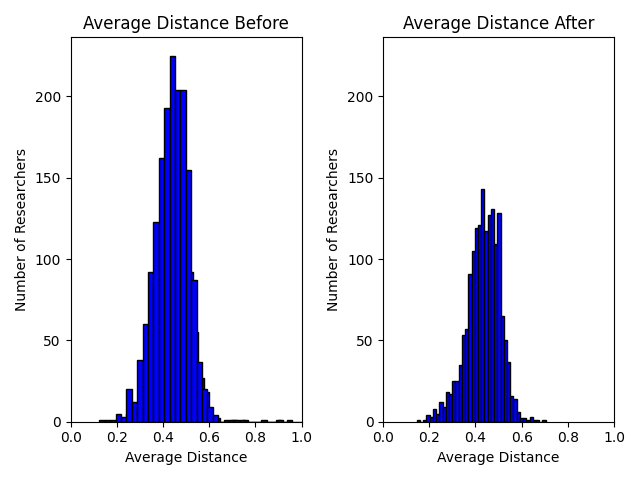 Average Distance Before
Number of Researchers
200
150
100
50
0
0.0 0.2 0.4 0.6 0.8 1.0
Average Distance
Average Distance After
Number of Researchers
200
150
100
50
0
0.0 0.2 0.4 0.6 0.8 1.0
Average Distance